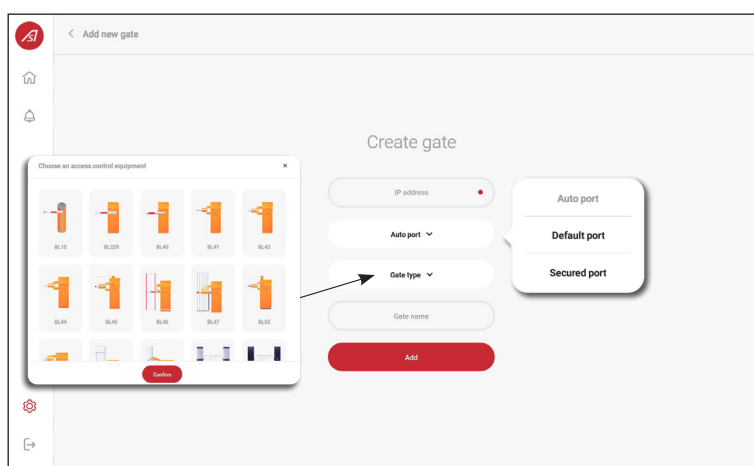 Add new gate
Create gate
Choose an access control equipment
BL15
BL229
BL40
BL41
BL43
BL44
BL45
BL46
BL47
BL52
Confirm
IP address
Auto port
Gate type
Gate name
Add
Auto port
Default port
Secured port